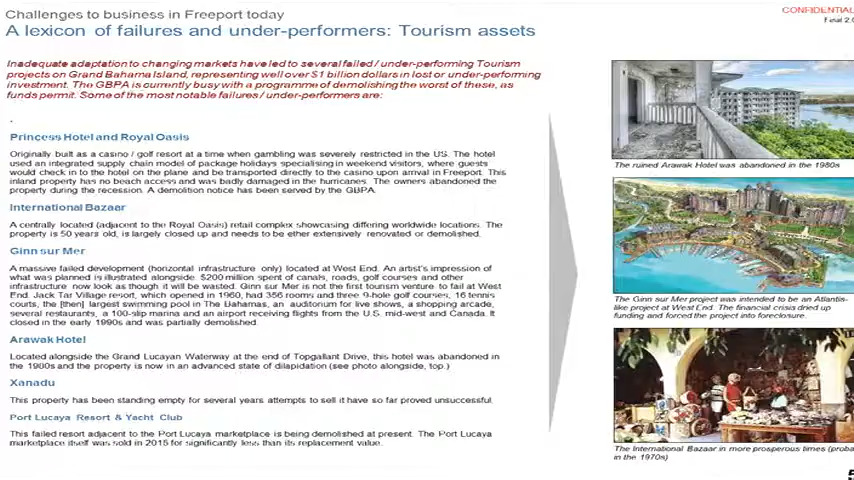 Challenges to business in Freeport today
A lexicon of failures and under-performers: Tourism assets
CONFIDENTIAL
Final 2.0
Inadequate adaptation to changing markets have led to several failed / under-performing Tourism
projects on Grand Bahama Island, representing well over $1 billion dollars in lost or under-performing
investment. The GBPA is currently busy with a programme of demolishing the worst of these, as
funds permit. Some of the most notable failures / under-performers are:
.
Princess Hotel and Royal Oasis
Originally built as a casino / golf resort at a time when gambling was severely restricted in the US. The hotel
used an integrated supply chain model of package holidays specialising in weekend visitors, where guests
would check in to the hotel on the plane and be transported directly to the casino upon arrival in Freeport. This
inland property has no beach access and was badly damaged in the hurricanes. The owners abandoned the
property during the recession. A demolition notice has been served by the GBPA.
International Bazaar
A centrally located (adjacent to the Royal Oasis) retail complex showcasing differing worldwide locations. The
property is 50 years old, is largely closed up and needs to be ether extensively renovated or demolished.
Ginn sur Mer
A massive failed development (horizontal infrastructure only) located at West End. An artist's impression of
what was planned is illustrated alongside. $200 million spent of canals, roads, golf courses and other
infrastructure now look as though it will be wasted. Ginn sur Mer is not the first tourism venture to fail at West
End. Jack Tar Village resort, which opened in 1960, had 356 rooms and three 9-hole golf courses, 16 tennis
courts, the [then] largest swimming pool in The Bahamas, an auditorium for live shows, a shopping arcade,
several restaurants, a 100-slip marina and an airport receiving flights from the U.S. mid-west and Canada. It
closed in the early 1990s and was partially demolished.
Arawak Hotel
Located alongside the Grand Lucayan Waterway at the end of Topgallant Drive, this hotel was abandoned in
the 1980s and the property is now in an advanced state of dilapidation (see photo alongside, top.)
Xanadu
This property has been standing empty for several years attempts to sell it have so far proved unsuccessful.
Port Lucaya Resort & Yacht Club
This failed resort adjacent to the Port Lucaya marketplace is being demolished at present. The Port Lucaya
marketplace itself was sold in 2015 for significantly less than its replacement value.
The ruined Arawak Hotel was abandoned in the 1980s
The Ginn sur Mer project was intended to be an Atlantis-
like project at West End. The financial crisis dried up
funding and forced the project into foreclosure.
The International Bazaar in more prosperous times (proba
in the 1970s)